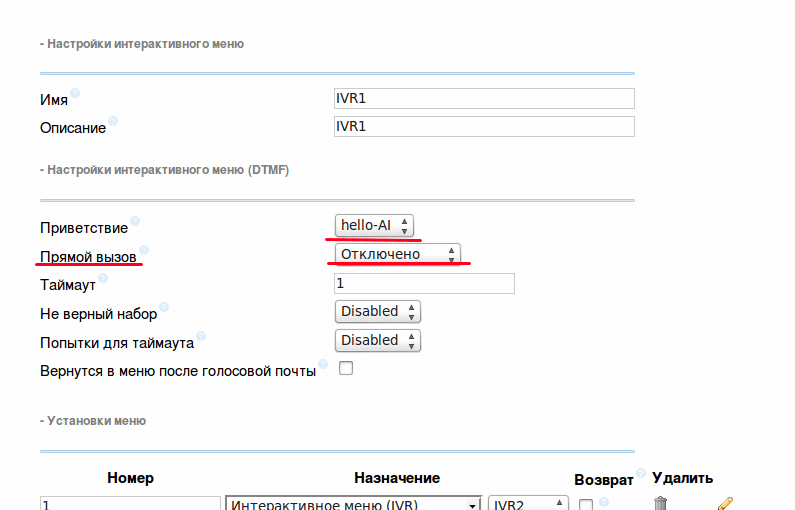 - Настройки интерактивного меню
Имя ? IVR1
Описание ? IVR1
- Настройки интерактивного меню (DTMF)
Приветствие ? hello-AI
Прямой вызов ? Отключено
Таймаут ? 1
Не верный набор ? Disabled
Попытки для таймаута ? Disabled
Вернутся в меню после голосовой почты ?
- Установки меню
Номер Назначение Возврат ? Удалить
1 Интерактивное меню (IVR) IVR2 ?